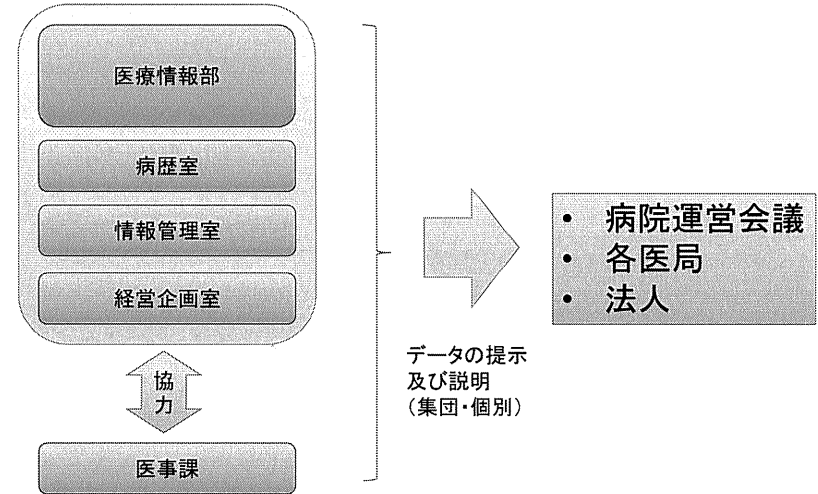 医療情報部
病歴室
情報管理室
経営企画室
協
力
医事課
データの提示
及び説明
(集団・個別)
• 病院運営会議
• 各医局
• 法人